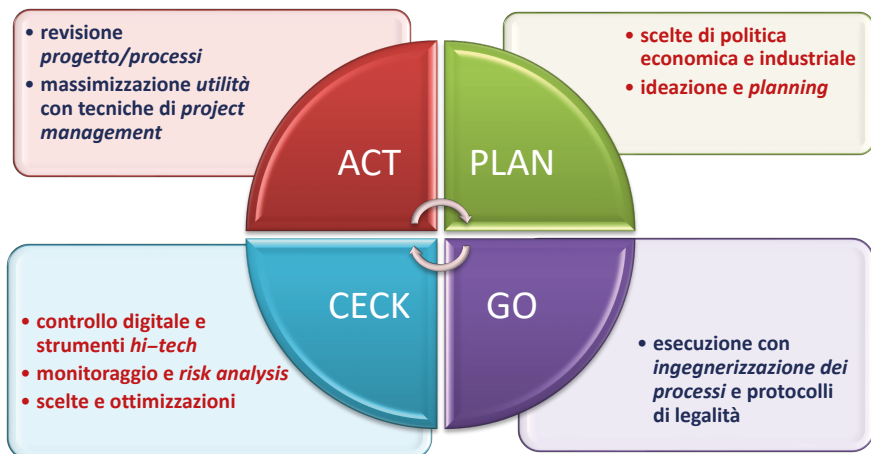 • revisione
progetto/processi
• massimizzazione utilità
con tecniche di project
management
• scelte di politica
economica e industriale
• ideazione e planning
ACT
PLAN
CECK
GO
• controllo digitale e
strumenti hi–tech
• monitoraggio e risk analysis
• scelte e ottimizzazioni
• esecuzione con
ingegnerizzazione dei
processi e protocolli
di legalità